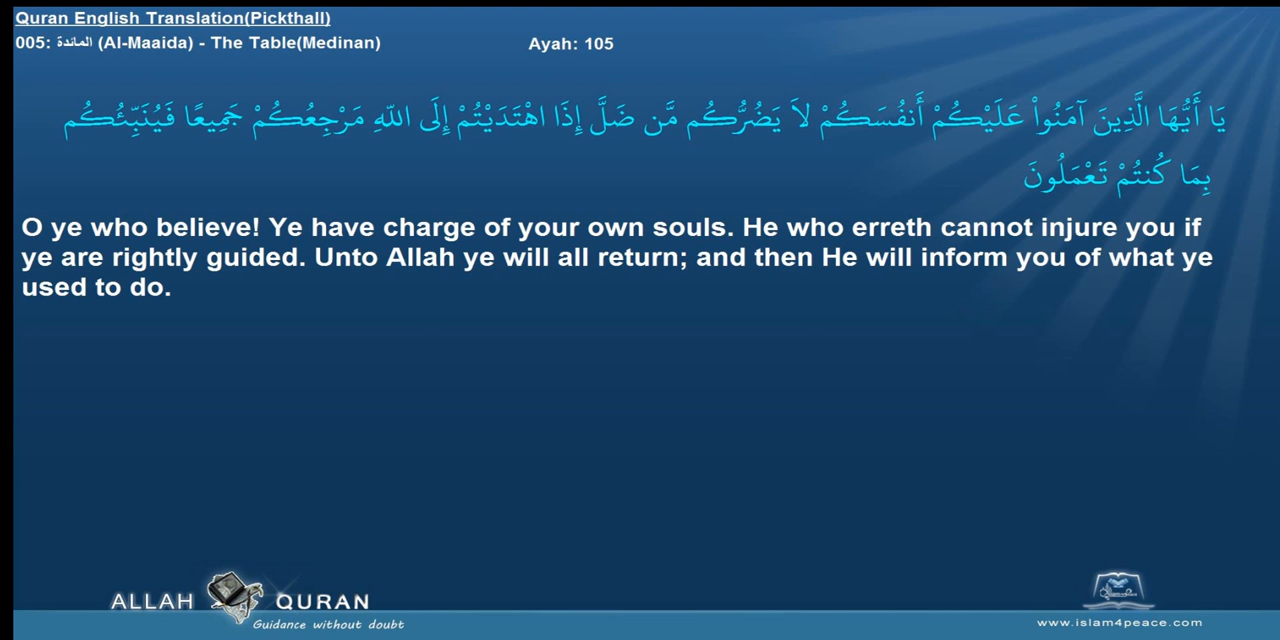 Quran English Translation(Pickthall)
005: المائدة (Al-Maaida) - The Table(Medinan)
Ayah: 105
يَا أَيُّهَا الَّذِينَ آمَنُواْ عَلَيْكُمْ أَنفُسَكُمْ لاَ يَضُرُّكُم مَّن ضَلَّ إِذَا اهْتَدَيْتُمْ إِلَى اللّهِ مَرْجِعُكُمْ جَمِيعًا فَيُنَبِّئُكُم
بِمَا كُنتُمْ تَعْمَلُونَ
O ye who believe! Ye have charge of your own souls. He who erreth cannot injure you if
ye are rightly guided. Unto Allah ye will all return; and then He will inform you of what ye
used to do.
ALLAH QURAN
Guidance without doubt
www.islam4peace.com